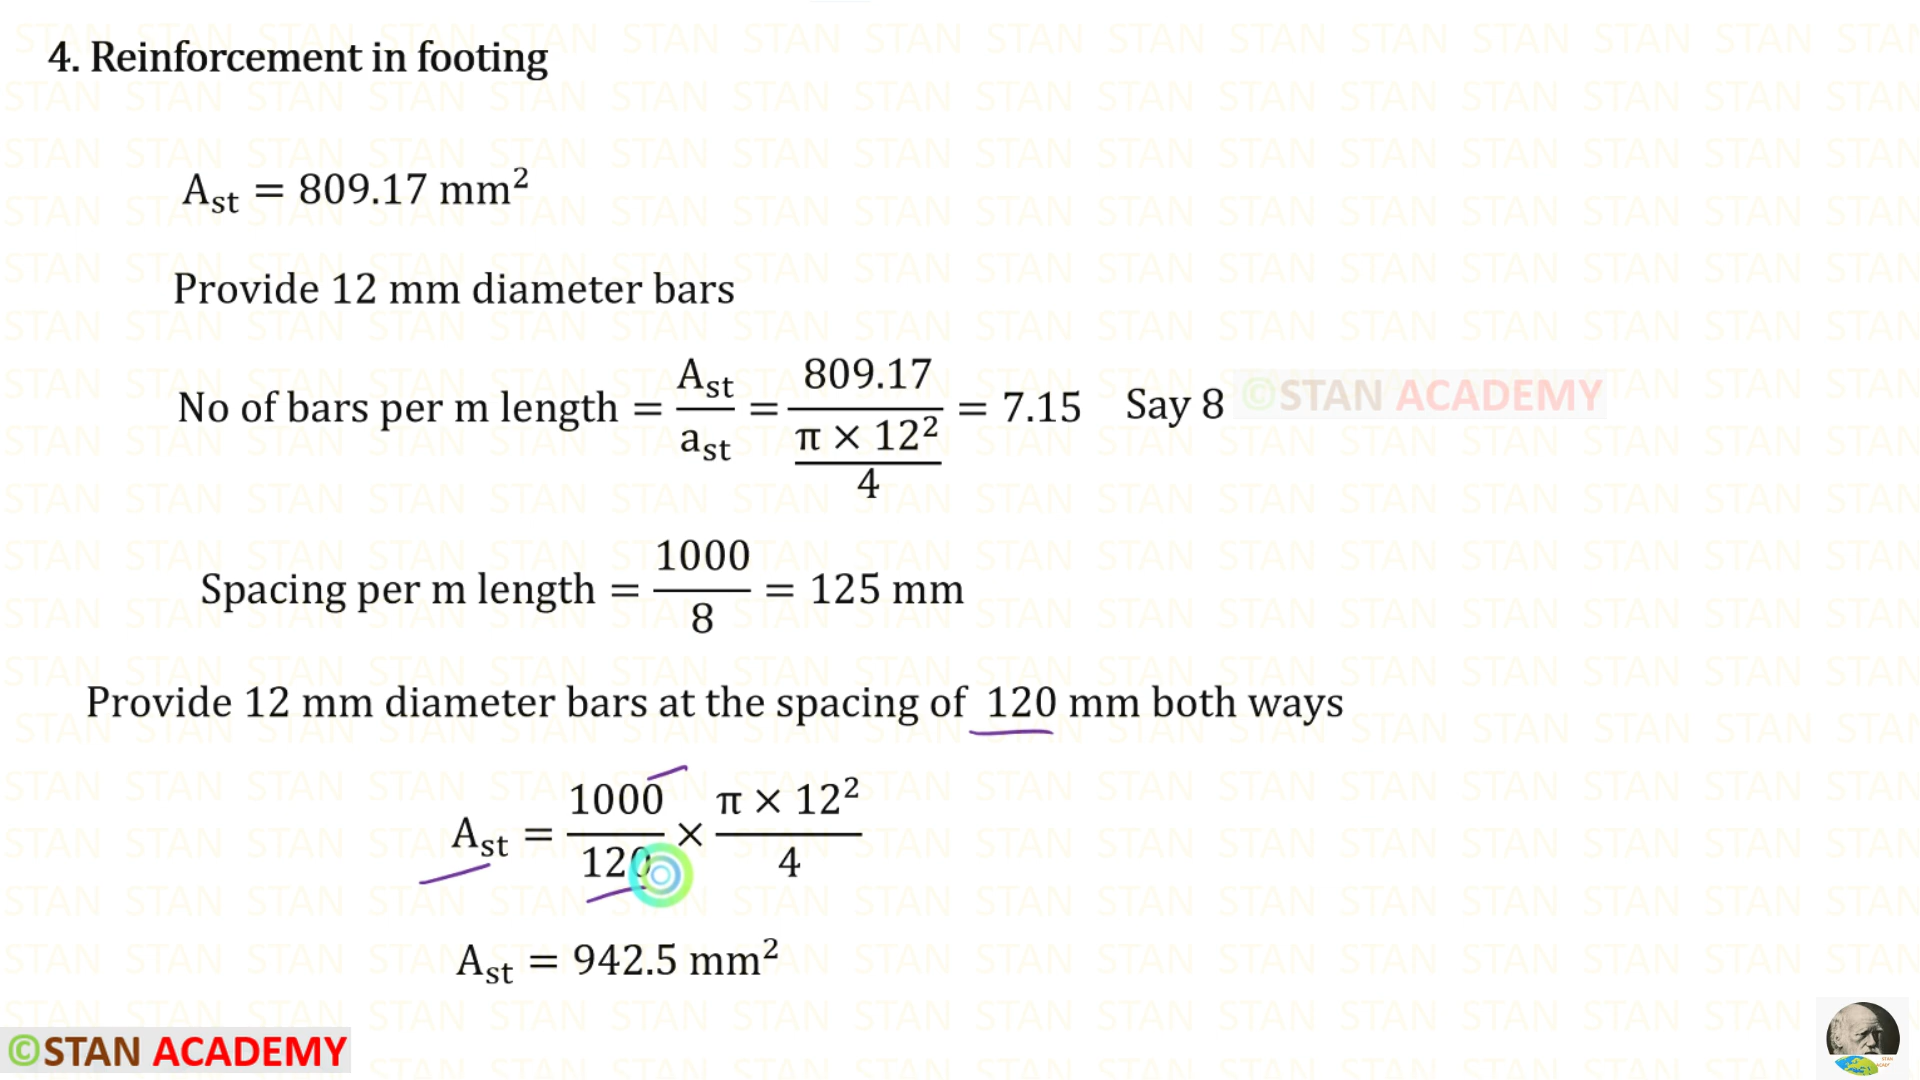 4. Reinforcement in footing
Ast = 809.17 mm²
Provide 12 mm diameter bars
No of bars per m length = Ast / ast = 809.17 / (π × 12² / 4) = 7.15 Say 8
©STAN ACADEMY
Spacing per m length = 1000 / 8 = 125 mm
Provide 12 mm diameter bars at the spacing of 120 mm both ways
Ast = 1000 / 120 × π × 12² / 4
Ast = 942.5 mm²
©STAN ACADEMY